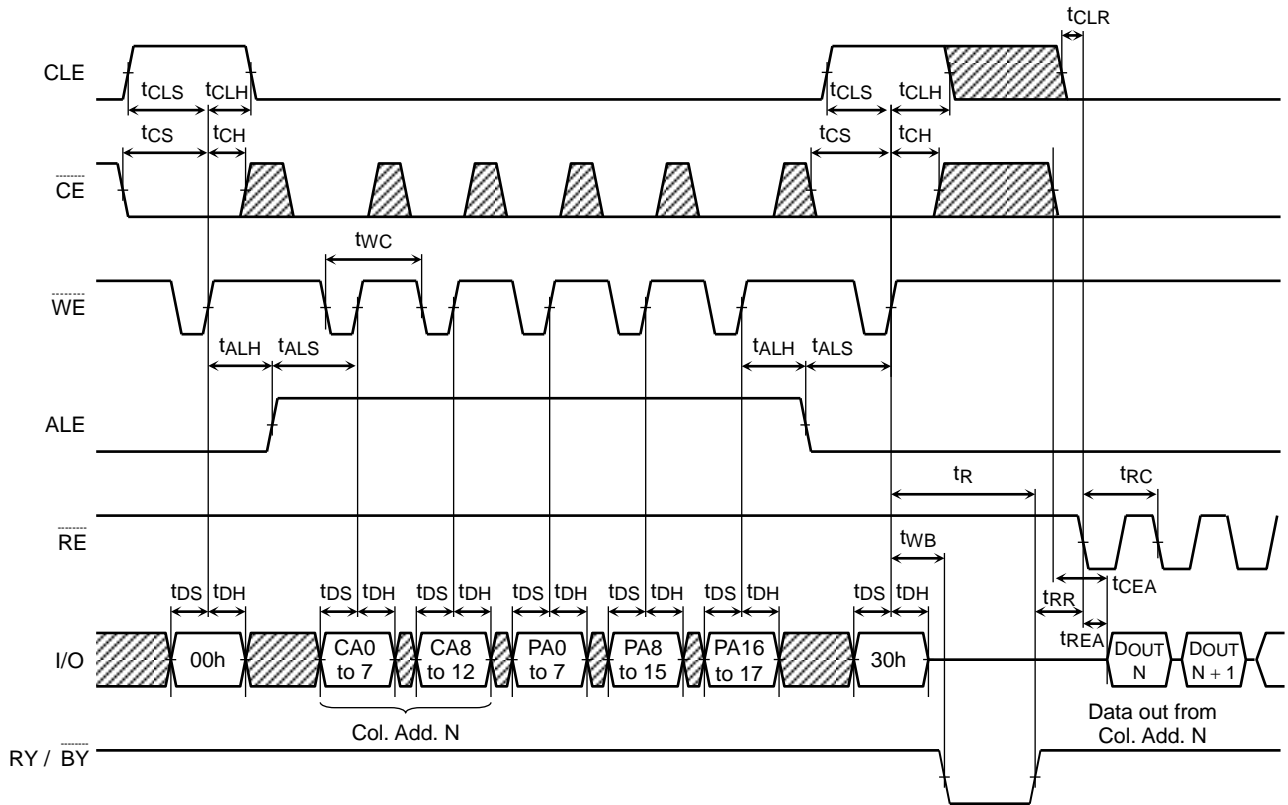 tCLR
CLE
tCLS tCLH tCLS tCLH
tCS tCH tCS tCH
CE
tWC
WE
tALH tALS tALH tALS
ALE
tR tRC
RE
tWB
tDS tDH tDS tDH tDS tDH tDS tDH tDS tDH tDS tDH tDS tDH tRR tCEA
tREA
I/O 00h CA0 to 7 CA8 to 12 PA0 to 7 PA8 to 15 PA16 to 17 30h DOUT N DOUT N + 1
Col. Add. N
Data out from
Col. Add. N
RY / BY